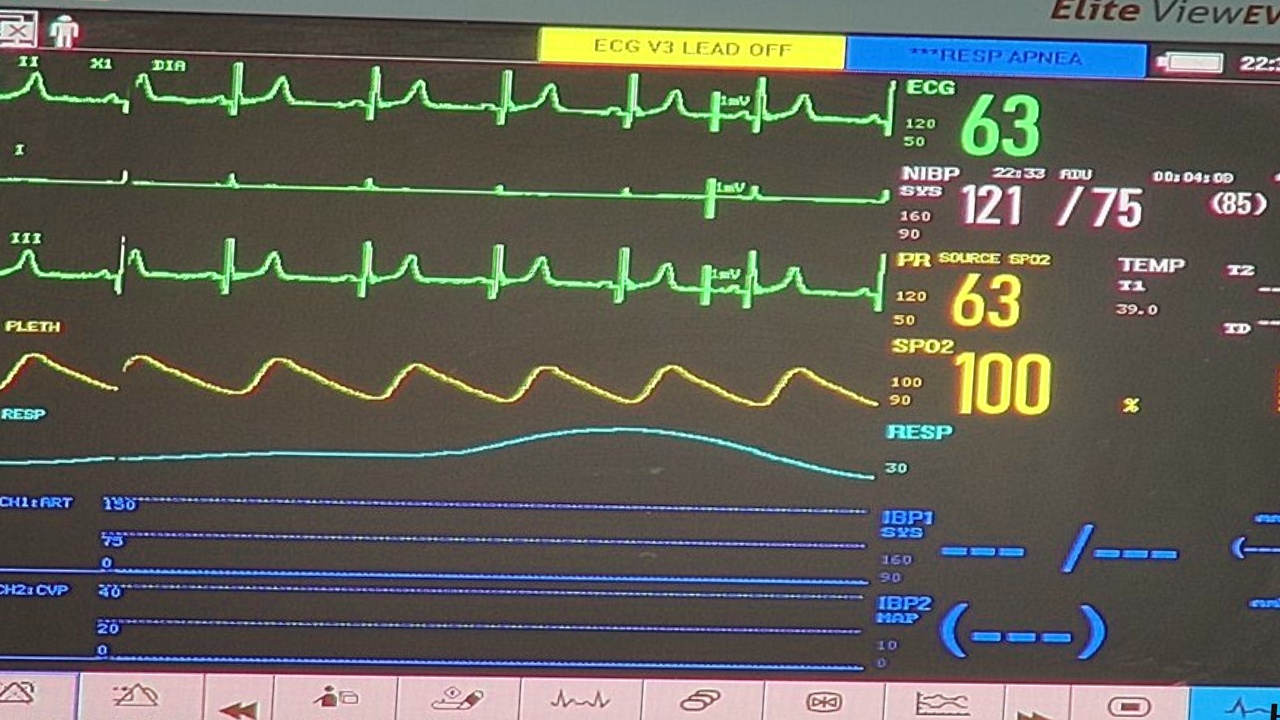 Elite ViewEV
ECG V3 LEAD OFF
***RESP APNEA
22:
II X1 DIA
1mV
ECG
120
50
63
I
1mV
NIBP 22:33 ADU 00:04:09
SYS
160
90
121 / 75 (85)
III
1mV
PR SOURCE SPO2
120
50
63
TEMP
T1
39.0
T2
--
TD --
PLETH
SPO2
100
90
100
%
RESP
RESP
30
CH1:ART
150
75
0
IBP1
SYS
160
90
--- / ---
(--
CH2:CVP
40
20
0
IBP2
MAP
10
0
(---)